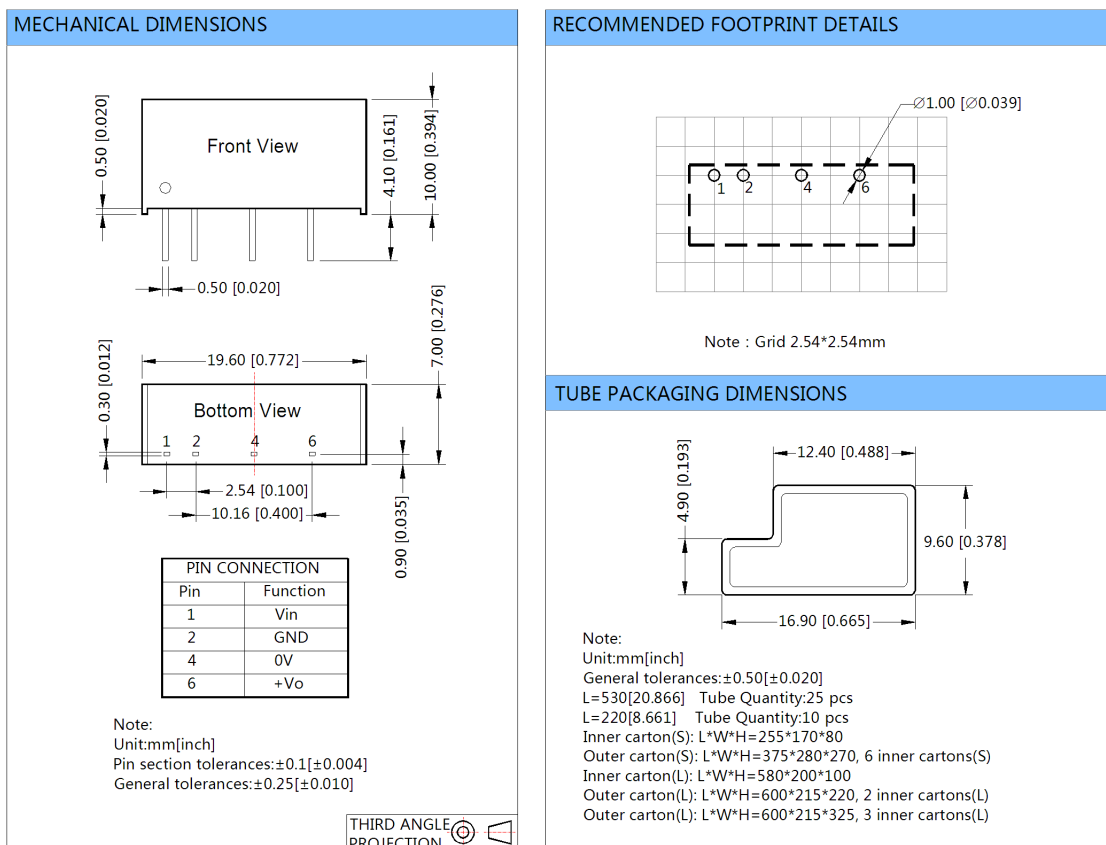 MECHANICAL DIMENSIONS
Front View
0.50 [0.020]
4.10 [0.161]
10.00 [0.394]
0.50 [0.020]
19.60 [0.772]
7.00 [0.276]
0.30 [0.012]
Bottom View
1 2 4 6
2.54 [0.100]
10.16 [0.400]
0.90 [0.035]
PIN CONNECTION
Pin Function
1 Vin
2 GND
4 0V
6 +Vo
Note:
Unit:mm[inch]
Pin section tolerances:±0.1[±0.004]
General tolerances:±0.25[±0.010]
THIRD ANGLE
PROJECTION
RECOMMENDED FOOTPRINT DETAILS
∅1.00 [∅0.039]
1 2 4 6
Note : Grid 2.54*2.54mm
TUBE PACKAGING DIMENSIONS
12.40 [0.488]
4.90 [0.193]
9.60 [0.378]
16.90 [0.665]
Note:
Unit:mm[inch]
General tolerances:±0.50[±0.020]
L=530[20.866] Tube Quantity:25 pcs
L=220[8.661] Tube Quantity:10 pcs
Inner carton(S): L*W*H=255*170*80
Outer carton(S): L*W*H=375*280*270, 6 inner cartons(S)
Inner carton(L): L*W*H=580*200*100
Outer carton(L): L*W*H=600*215*220, 2 inner cartons(L)
Outer carton(L): L*W*H=600*215*325, 3 inner cartons(L)